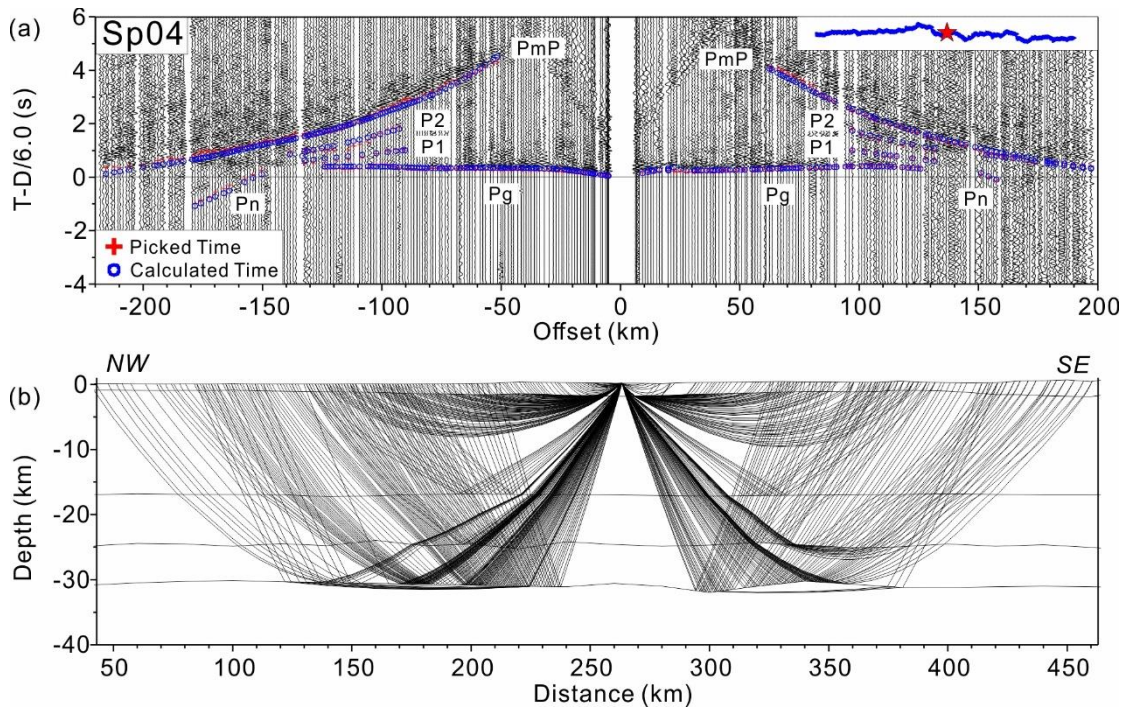 (a)
Sp04
6
4
2
0
-2
-4
T-D/6.0 (s)
PmP
PmP
P2
P1
P2
P1
Pn
Pg
Pg
Pn
Picked Time
Calculated Time
-200 -150 -100 -50 0 50 100 150 200
Offset (km)
NW
SE
(b)
0
-10
-20
-30
-40
Depth (km)
50 100 150 200 250 300 350 400 450
Distance (km)